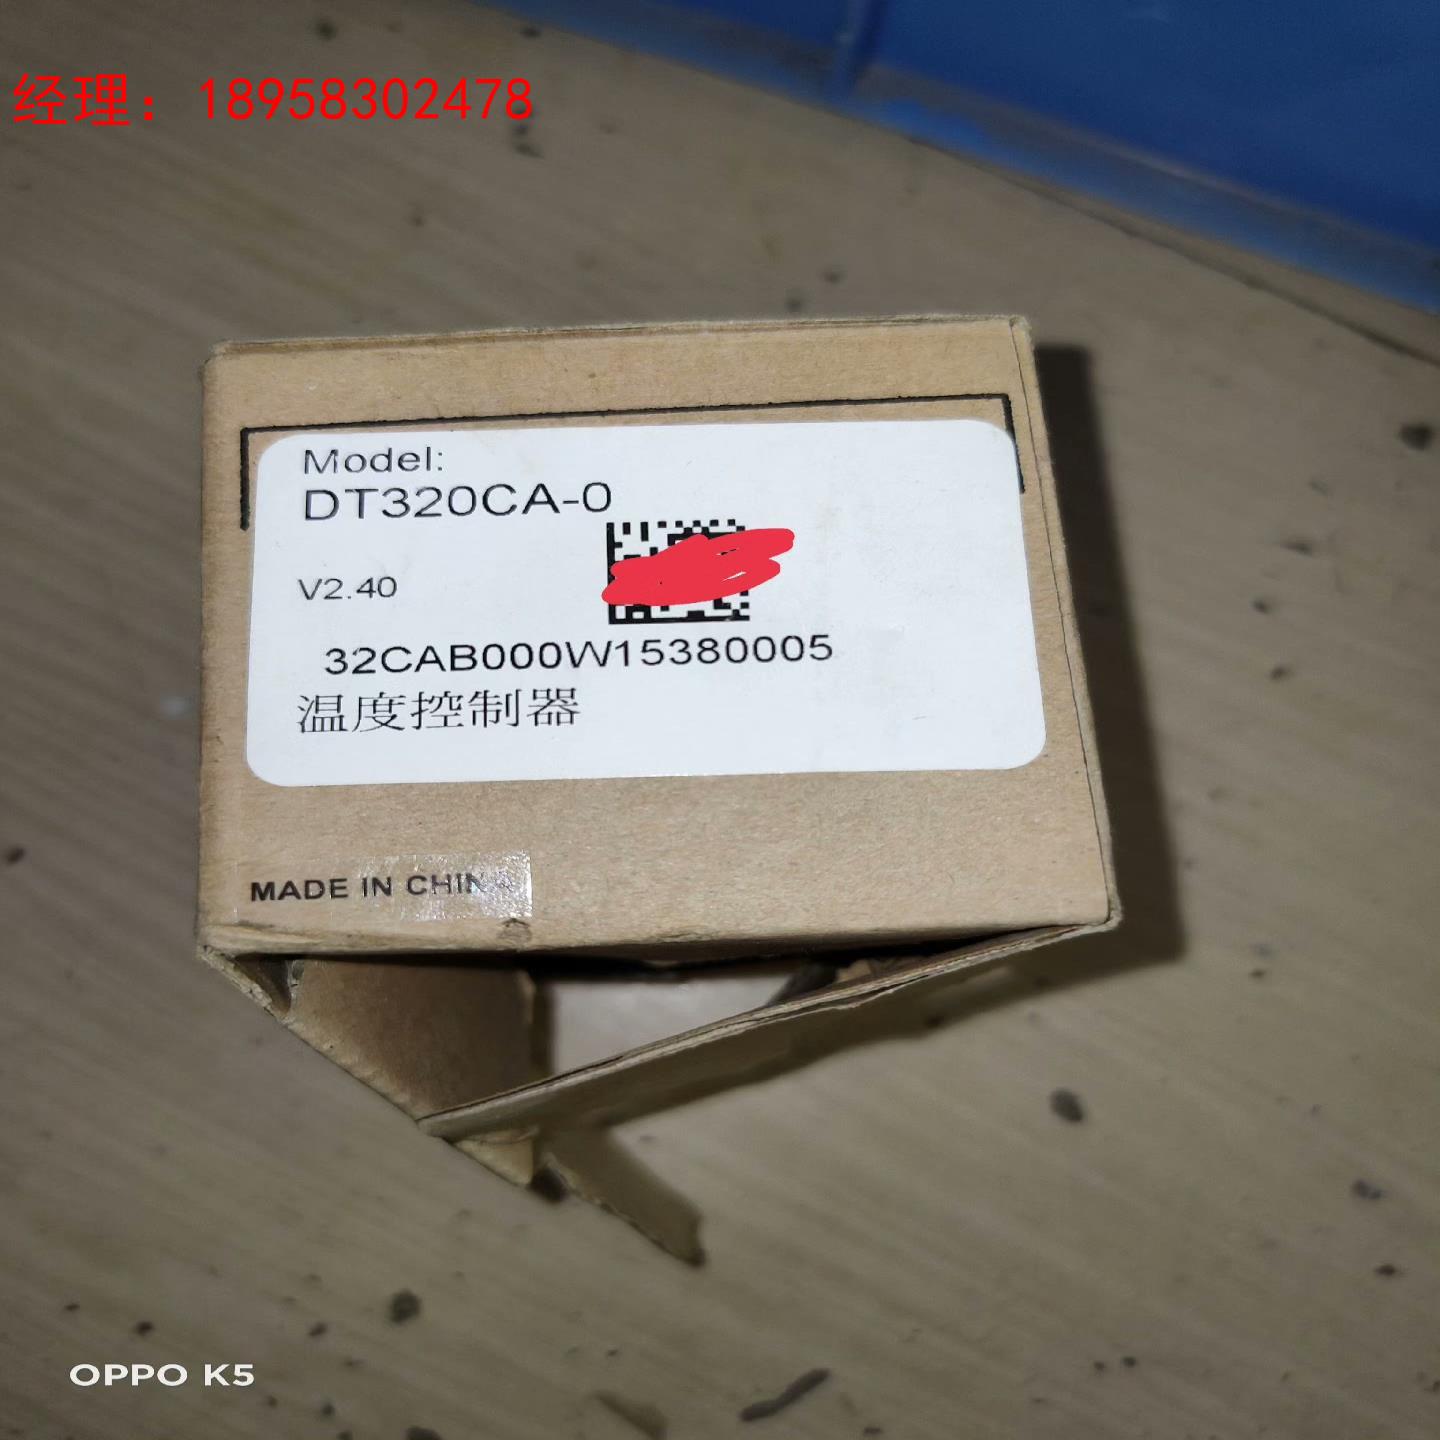 经理：18958302478
Model:
DT320CA-0
V2.40
32CAB000W15380005
温度控制器
MADE IN CHINA
OPPO K5